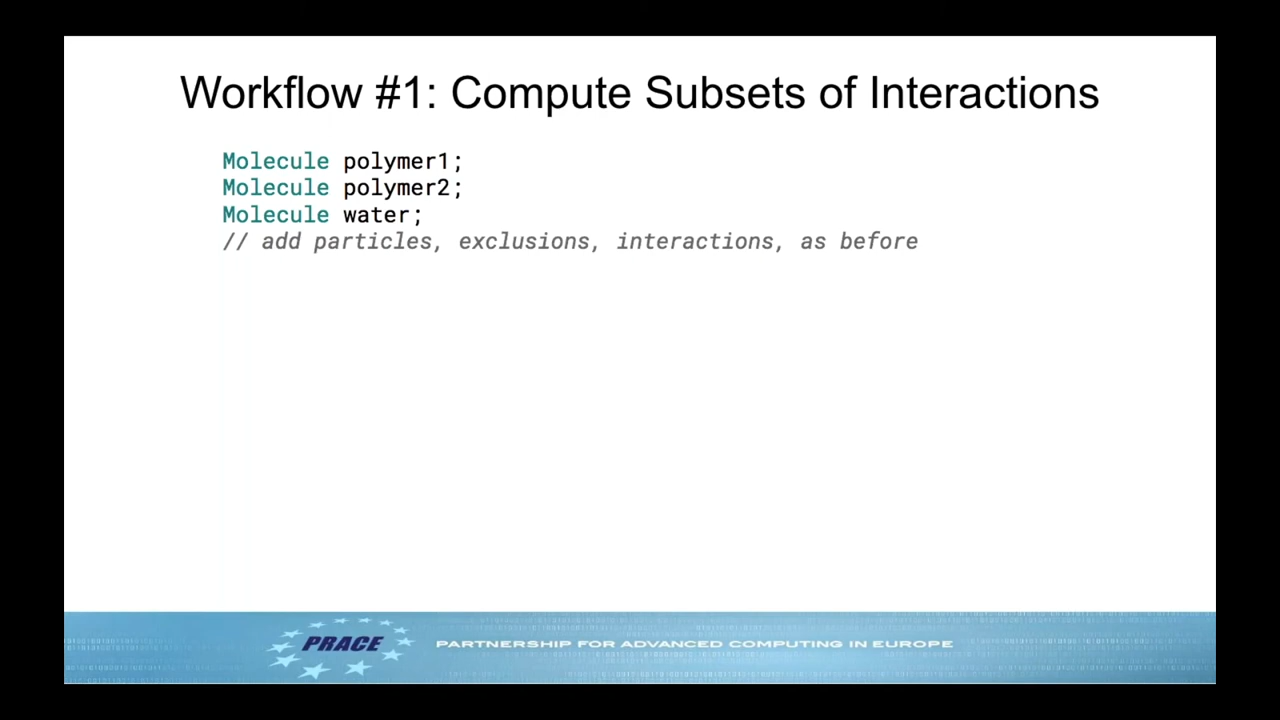 Workflow #1: Compute Subsets of Interactions
Molecule polymer1;
Molecule polymer2;
Molecule water;
// add particles, exclusions, interactions, as before
PRACE
PARTNERSHIP FOR ADVANCED COMPUTING IN EUROPE